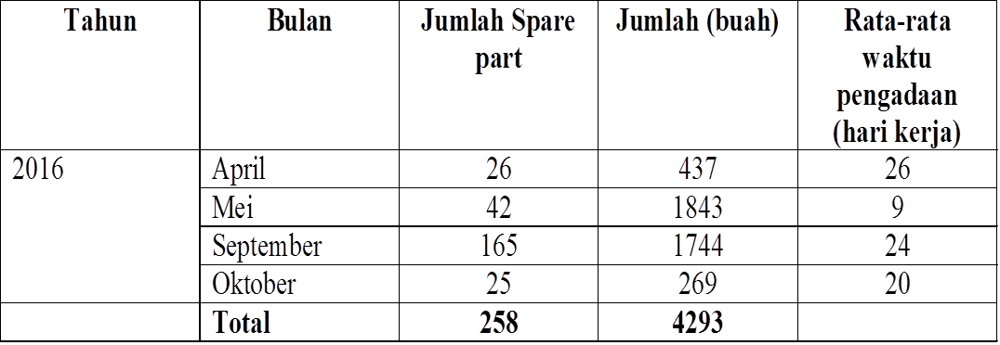 Tahun Bulan Jumlah Spare part Jumlah (buah) Rata-rata waktu pengadaan (hari kerja)
2016 April 26 437 26
Mei 42 1843 9
September 165 1744 24
Oktober 25 269 20
Total 258 4293